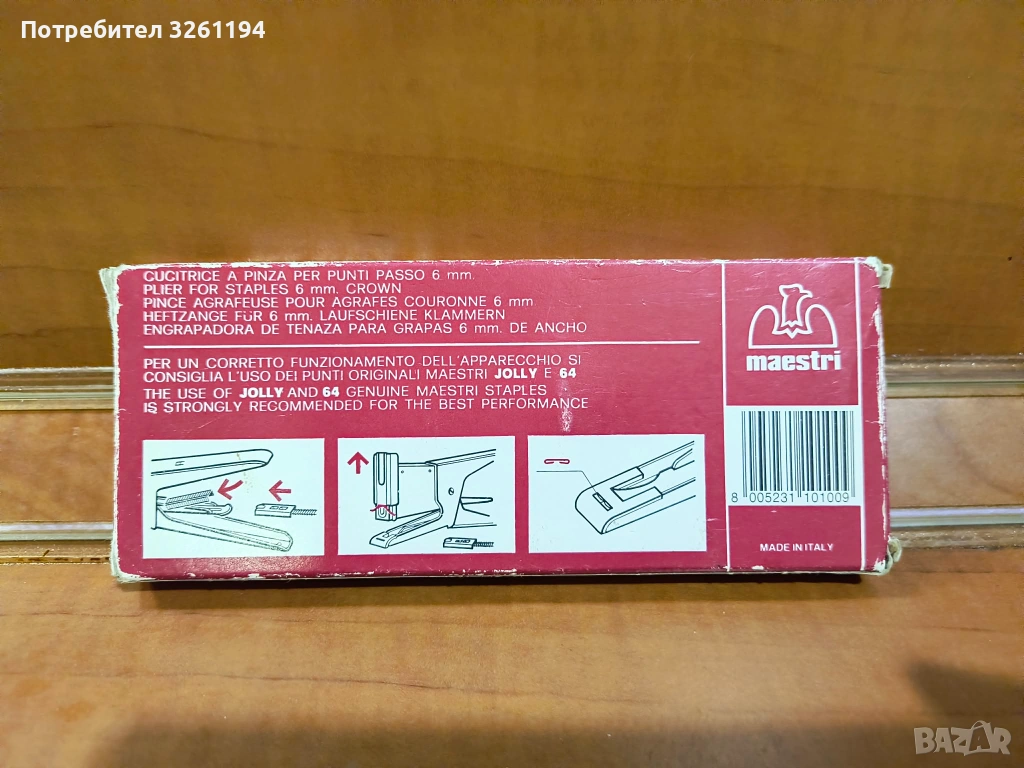 Потребител 3261194
CUCITRICE A PINZA PER PUNTI PASSO 6 mm.
PLIER FOR STAPLES 6 mm. CROWN
PINCE AGRAFEUSE POUR AGRAFES COURONNE 6 mm
HEFTZANGE FÜR 6 mm. LAUFSCHIENE KLAMMERN
ENGRAPADORA DE TENAZA PARA GRAPAS 6 mm. DE ANCHO
PER UN CORRETTO FUNZIONAMENTO DELL'APPARECCHIO SI
CONSIGLIA L'USO DEI PUNTI ORIGINALI MAESTRI JOLLY E 64
THE USE OF JOLLY AND 64 GENUINE MAESTRI STAPLES
IS STRONGLY RECOMMENDED FOR THE BEST PERFORMANCE
maestri
8 005231 101009
MADE IN ITALY
BAZAR